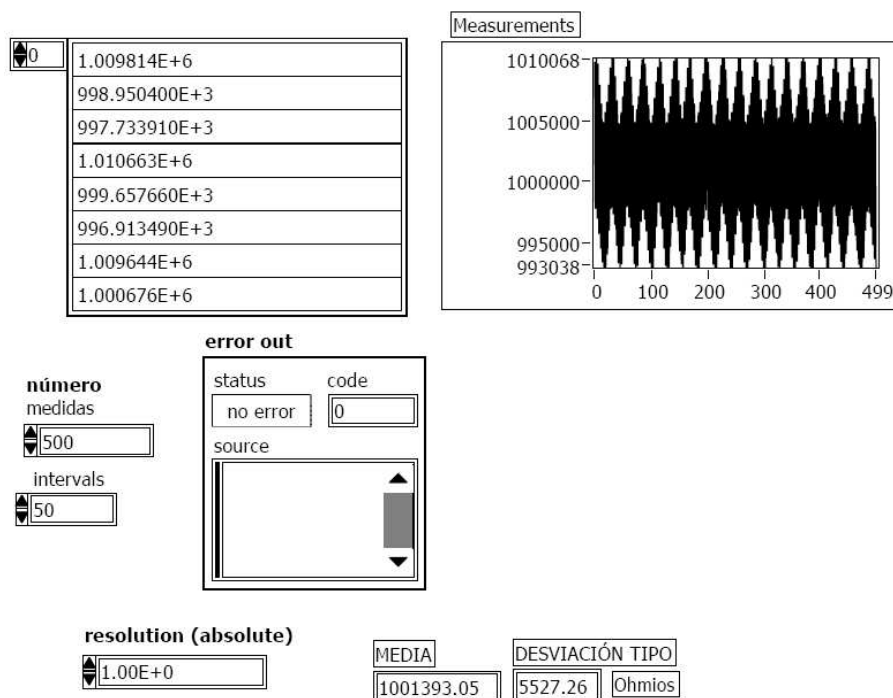 Measurements
0
1.009814E+6
998.950400E+3
997.733910E+3
1.010663E+6
999.657660E+3
996.913490E+3
1.009644E+6
1.000676E+6
1010068
1005000
1000000
995000
993038
0 100 200 300 400 499
error out
status code
no error 0
source
número
medidas
500
intervals
50
resolution (absolute)
1.00E+0
MEDIA DESVIACIÓN TIPO
1001393.05 5527.26 Ohmios